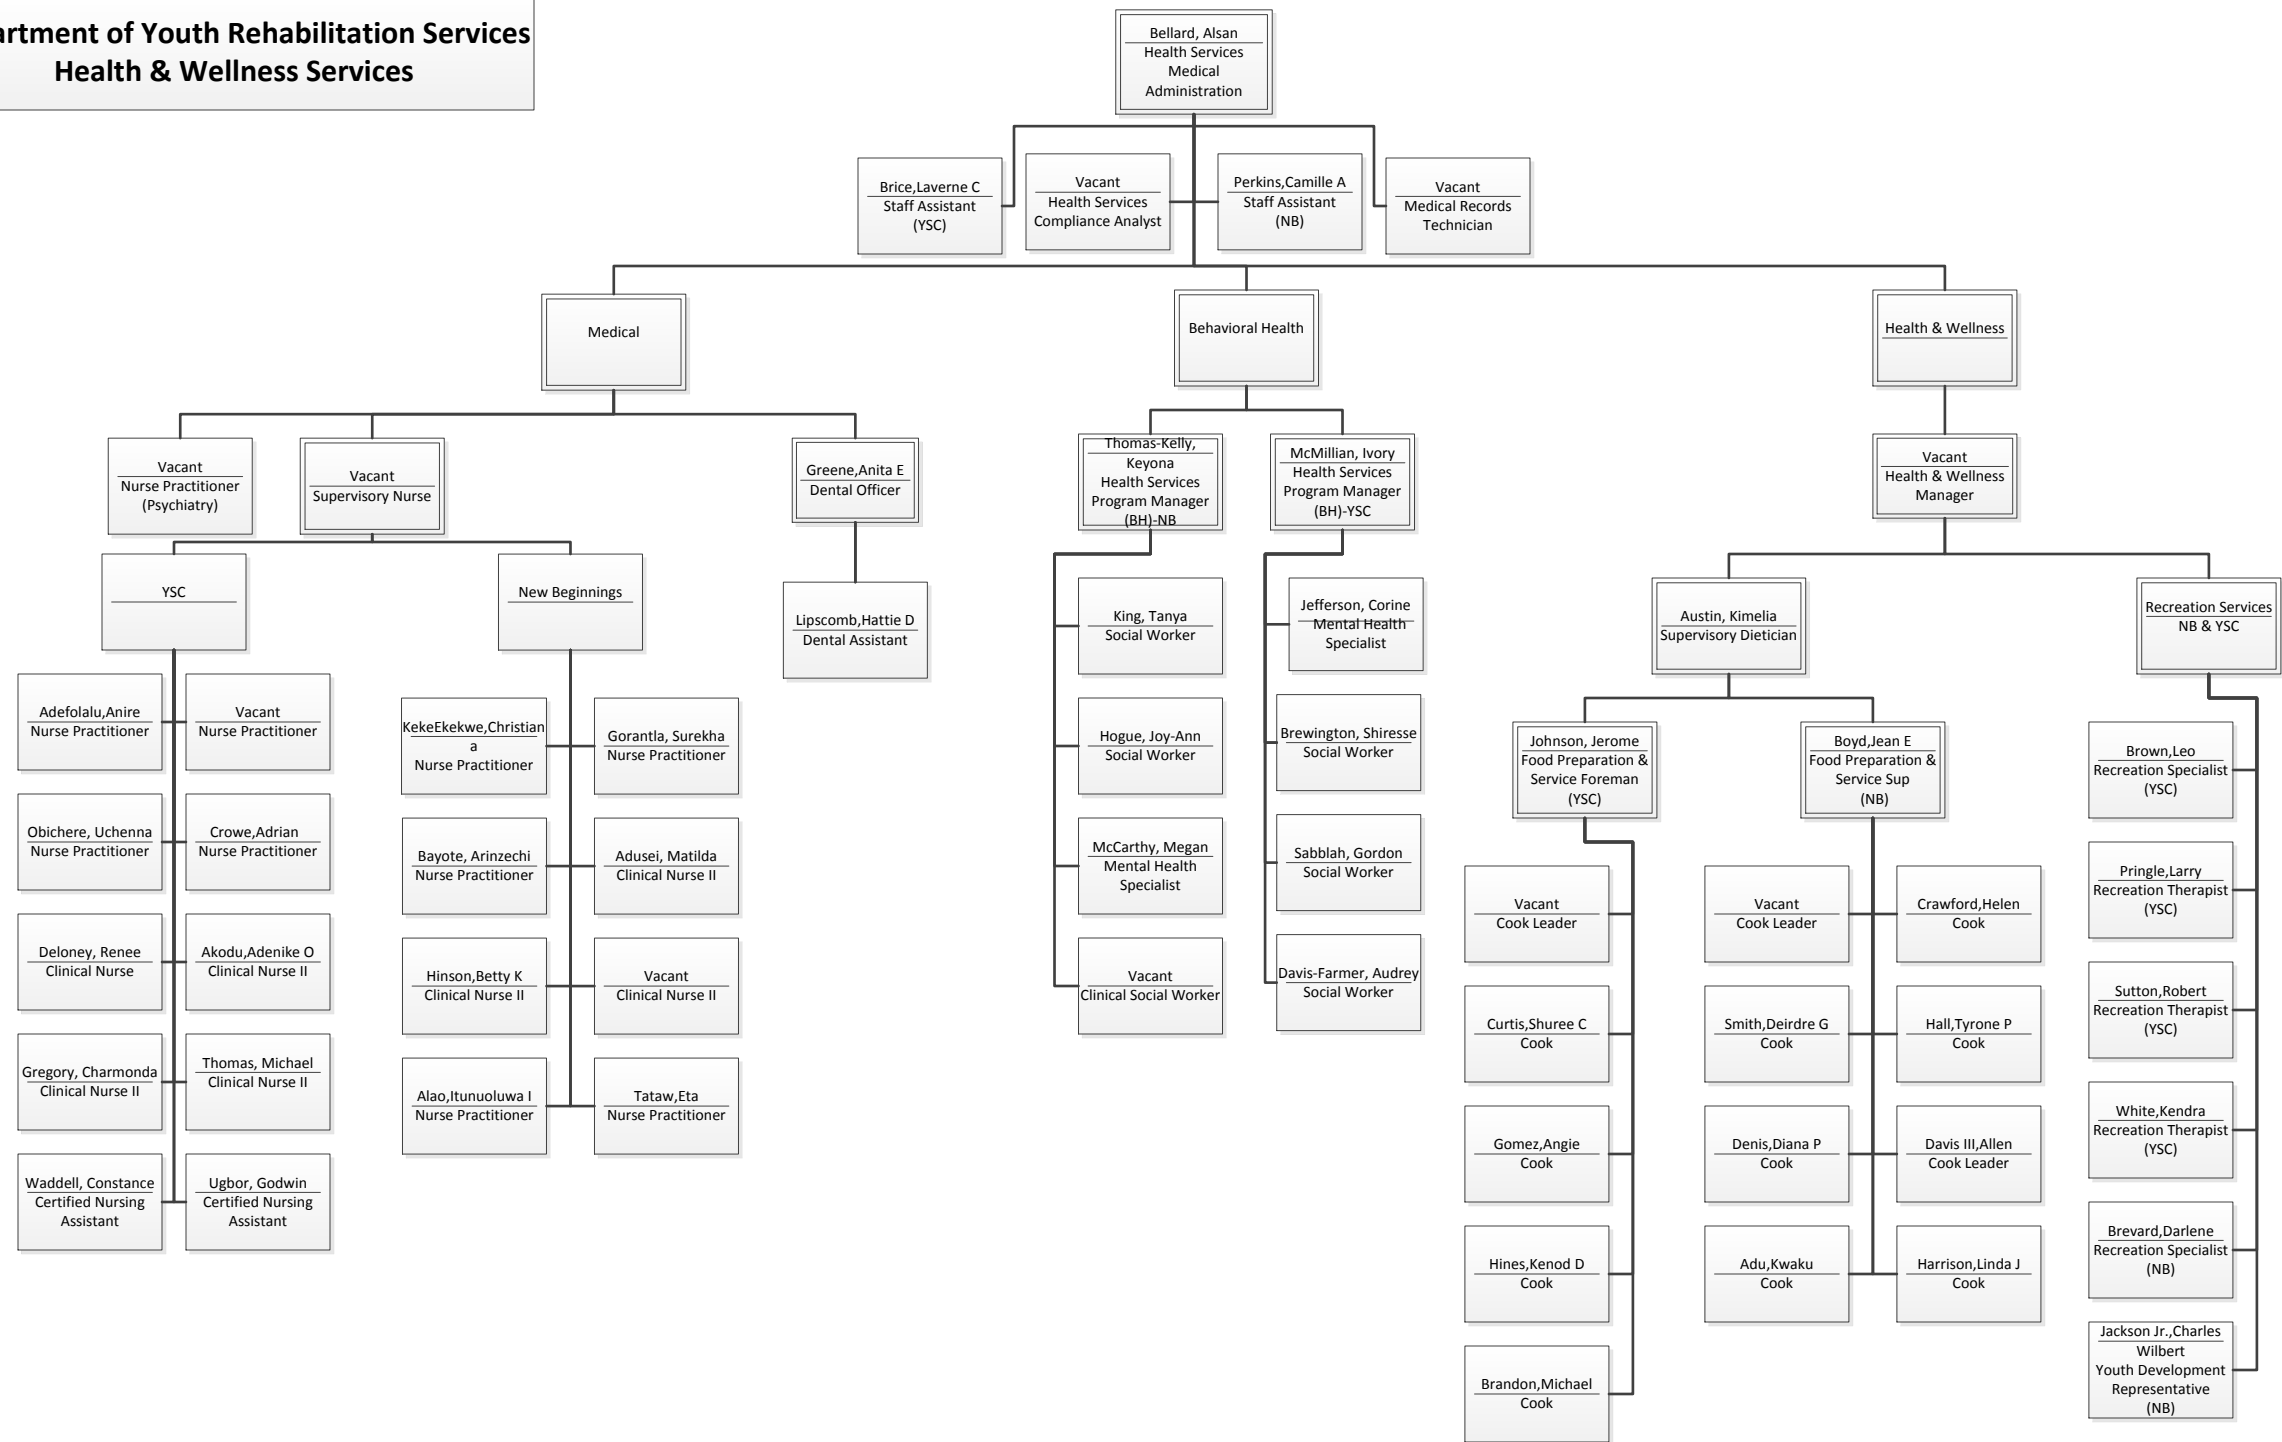 artment of Youth Rehabilitation Services
Health & Wellness Services
Bellard, Alsan
Health Services
Medical
Administration
Brice,Laverne C
Staff Assistant
(YSC)
Vacant
Health Services
Compliance Analyst
Perkins,Camille A
Staff Assistant
(NB)
Vacant
Medical Records
Technician
Medical
Behavioral Health
Health & Wellness
Vacant
Nurse Practitioner
(Psychiatry)
Vacant
Supervisory Nurse
Greene,Anita E
Dental Officer
Thomas-Kelly,
Keyona
Health Services
Program Manager
(BH)-NB
McMillian, Ivory
Health Services
Program Manager
(BH)-YSC
Vacant
Health & Wellness
Manager
YSC
New Beginnings
Lipscomb,Hattie D
Dental Assistant
King, Tanya
Social Worker
Jefferson, Corine
Mental Health
Specialist
Austin, Kimelia
Supervisory Dietician
Recreation Services
NB & YSC
Adefolalu,Anire
Nurse Practitioner
Vacant
Nurse Practitioner
KekeEkekwe,Christian
a
Nurse Practitioner
Gorantla, Surekha
Nurse Practitioner
Hogue, Joy-Ann
Social Worker
Brewington, Shiresse
Social Worker
Johnson, Jerome
Food Preparation &
Service Foreman
(YSC)
Boyd,Jean E
Food Preparation &
Service Sup
(NB)
Brown,Leo
Recreation Specialist
(YSC)
Obichere, Uchenna
Nurse Practitioner
Crowe,Adrian
Nurse Practitioner
Bayote, Arinzechi
Nurse Practitioner
Adusei, Matilda
Clinical Nurse II
McCarthy, Megan
Mental Health
Specialist
Sabblah, Gordon
Social Worker
Vacant
Cook Leader
Vacant
Cook Leader
Crawford,Helen
Cook
Pringle,Larry
Recreation Therapist
(YSC)
Deloney, Renee
Clinical Nurse
Akodu,Adenike O
Clinical Nurse II
Hinson,Betty K
Clinical Nurse II
Vacant
Clinical Nurse II
Vacant
Clinical Social Worker
Davis-Farmer, Audrey
Social Worker
Curtis,Shuree C
Cook
Smith,Deirdre G
Cook
Hall,Tyrone P
Cook
Sutton,Robert
Recreation Therapist
(YSC)
Gregory, Charmonda
Clinical Nurse II
Thomas, Michael
Clinical Nurse II
Alao,Itunuoluwa I
Nurse Practitioner
Tataw,Eta
Nurse Practitioner
Gomez,Angie
Cook
Denis,Diana P
Cook
Davis III,Allen
Cook Leader
White,Kendra
Recreation Therapist
(YSC)
Waddell, Constance
Certified Nursing
Assistant
Ugbor, Godwin
Certified Nursing
Assistant
Hines,Kenod D
Cook
Adu,Kwaku
Cook
Harrison,Linda J
Cook
Brevard,Darlene
Recreation Specialist
(NB)
Brandon,Michael
Cook
Jackson Jr.,Charles
Wilbert
Youth Development
Representative
(NB)